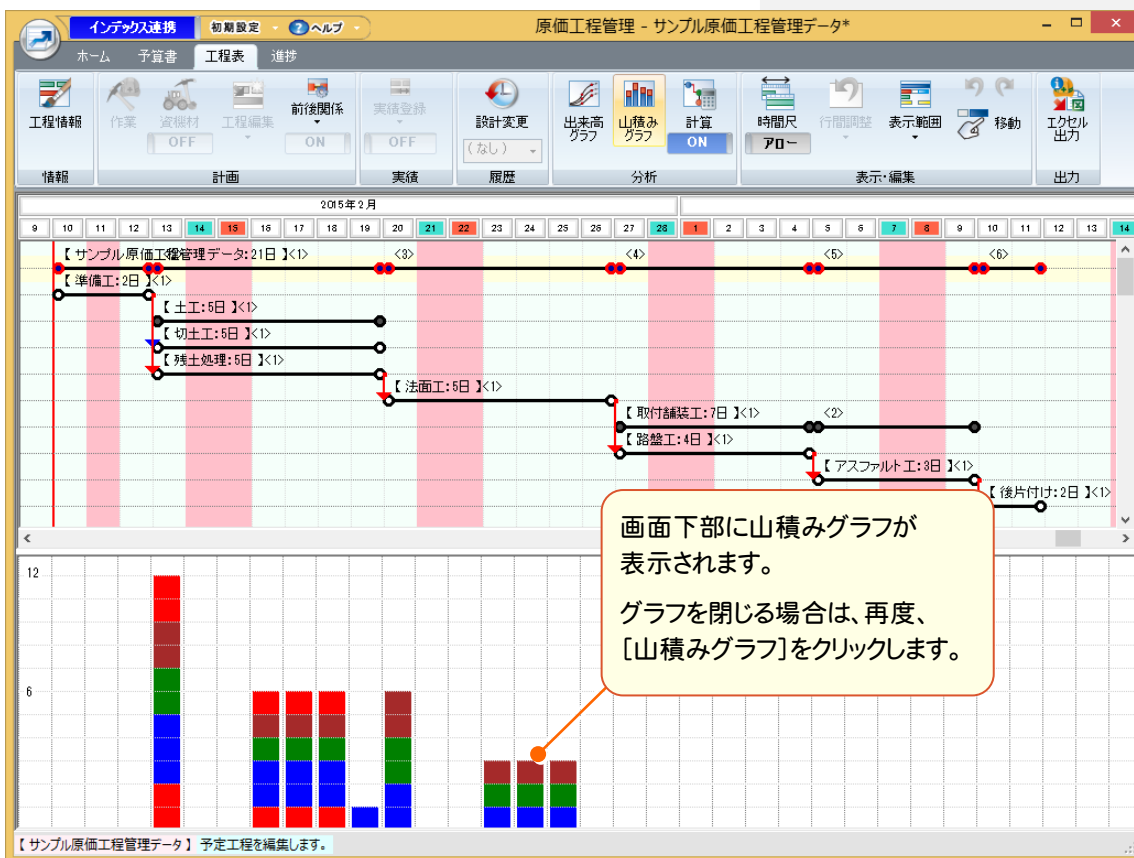 インデックス連携 初期設定 ヘルプ 原価工程管理 - サンプル原価工程管理データ*
ホーム 予算書 工程表 進捗
工程情報 作業 資機材 工程編集 前後関係 実績登録 設計変更 出来高グラフ 山積みグラフ 計算 時間尺 行間調整 表示範囲 移動 エクセル出力
OFF ON OFF (なし) ON アロー
情報 計画 実績 履歴 分析 表示・編集 出力
2015年2月
9 10 11 12 13 14 15 16 17 18 19 20 21 22 23 24 25 26 27 28 1 2 3 4 5 6 7 8 9 10 11 12 13 14
【サンプル原価工程管理データ:21日】<1> <3> <4> <5> <6>
【準備工:2日】<1>
【土工:5日】<1>
【切土工:5日】<1>
【残土処理:5日】<1>
【法面工:5日】<1>
【取付舗装工:7日】<1> <2>
【路盤工:4日】<1>
【アスファルト工:3日】<1>
【後片付け:2日】<1>
画面下部に山積みグラフが
表示されます。
グラフを閉じる場合は、再度、
[山積みグラフ]をクリックします。
12
6
【サンプル原価工程管理データ】 予定工程を編集します。